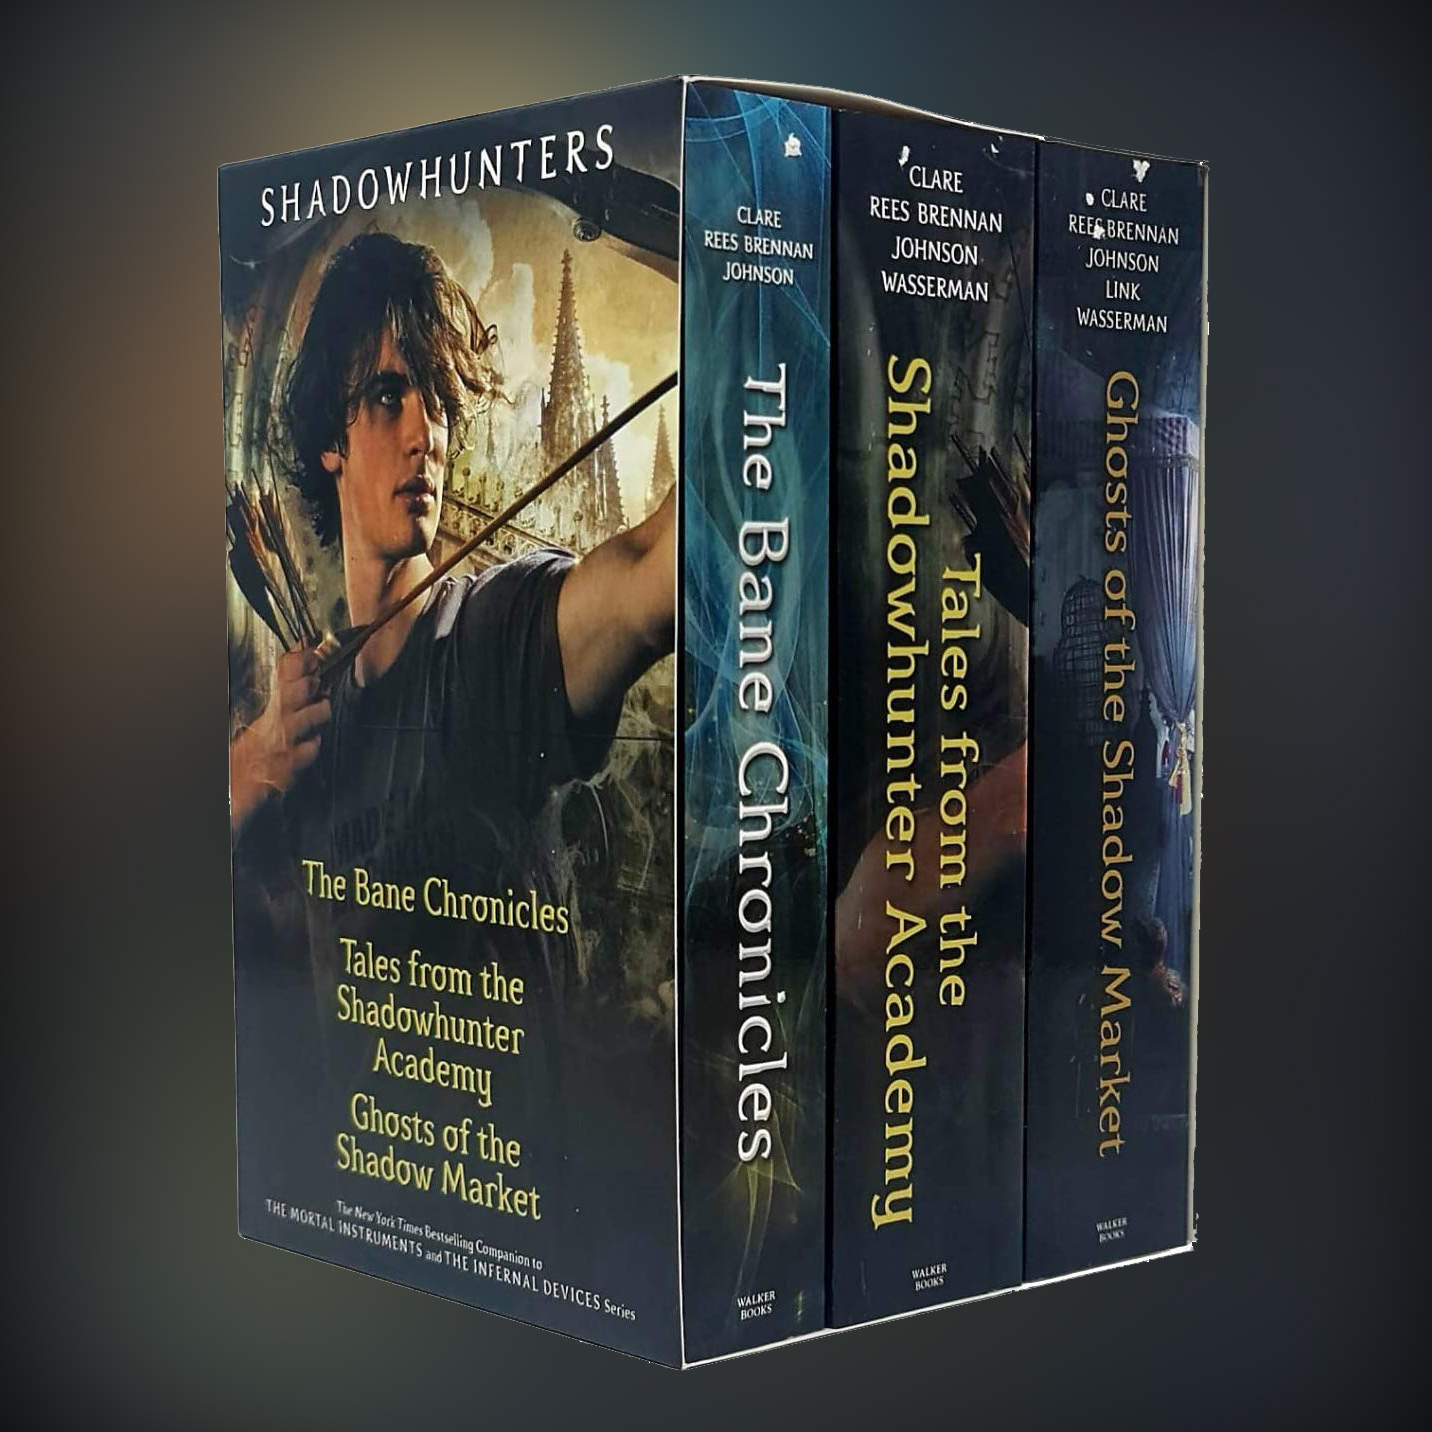 SHADOWHUNTERS
The Bane Chronicles
Tales from the
Shadowhunter
Academy
Ghosts of the
Shadow Market
The New York Times Bestselling Companion to
THE MORTAL INSTRUMENTS and THE INFERNAL DEVICES Series
CLARE
REES BRENNAN
JOHNSON
The Bane Chronicles
WALKER
BOOKS
CLARE
REES BRENNAN
JOHNSON
WASSERMAN
Tales from the
Shadowhunter Academy
WALKER
BOOKS
CLARE
REES BRENNAN
JOHNSON
LINK
WASSERMAN
Ghosts of the Shadow Market
WALKER
BOOKS